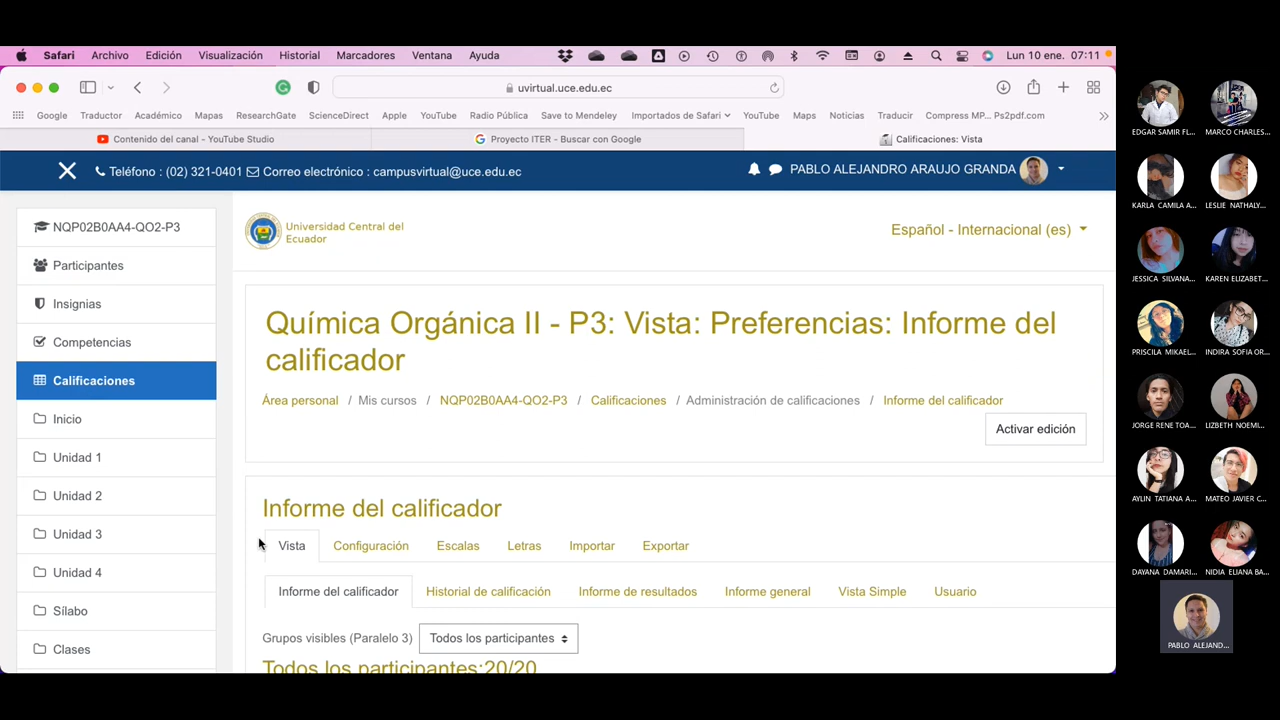 Safari Archivo Edición Visualización Historial Marcadores Ventana Ayuda Lun 10 ene. 07:11
uvirtual.uce.edu.ec
Google Traductor Académico Mapas ResearchGate ScienceDirect Apple YouTube Radio Pública Save to Mendeley Importados de Safari YouTube Maps Noticias Traducir Compress MP... Ps2pdf.com
Contenido del canal - YouTube Studio Proyecto ITER - Buscar con Google Calificaciones: Vista
Teléfono : (02) 321-0401 Correo electrónico : campusvirtual@uce.edu.ec PABLO ALEJANDRO ARAUJO GRANDA
NQP02B0AA4-QO2-P3
Participantes
Insignias
Competencias
Calificaciones
Inicio
Unidad 1
Unidad 2
Unidad 3
Unidad 4
Sílabo
Clases
Universidad Central del
Ecuador
Español - Internacional (es)
Química Orgánica II - P3: Vista: Preferencias: Informe del
calificador
Área personal / Mis cursos / NQP02B0AA4-QO2-P3 / Calificaciones / Administración de calificaciones / Informe del calificador
Activar edición
Informe del calificador
Vista Configuración Escalas Letras Importar Exportar
Informe del calificador Historial de calificación Informe de resultados Informe general Vista Simple Usuario
Grupos visibles (Paralelo 3) Todos los participantes
Todos los participantes:20/20
EDGAR SAMIR FL... MARCO CHARLES...
KARLA CAMILA A... LESLIE NATHALY...
JESSICA SILVANA... KAREN ELIZABET...
PRISCILA MIKAEL... INDIRA SOFIA OR...
JORGE RENE TOA... LIZBETH NOEMI...
AYLIN TATIANA A... MATEO JAVIER C...
DAYANA DAMARI... NIDIA ELIANA BA...
PABLO ALEJAND...